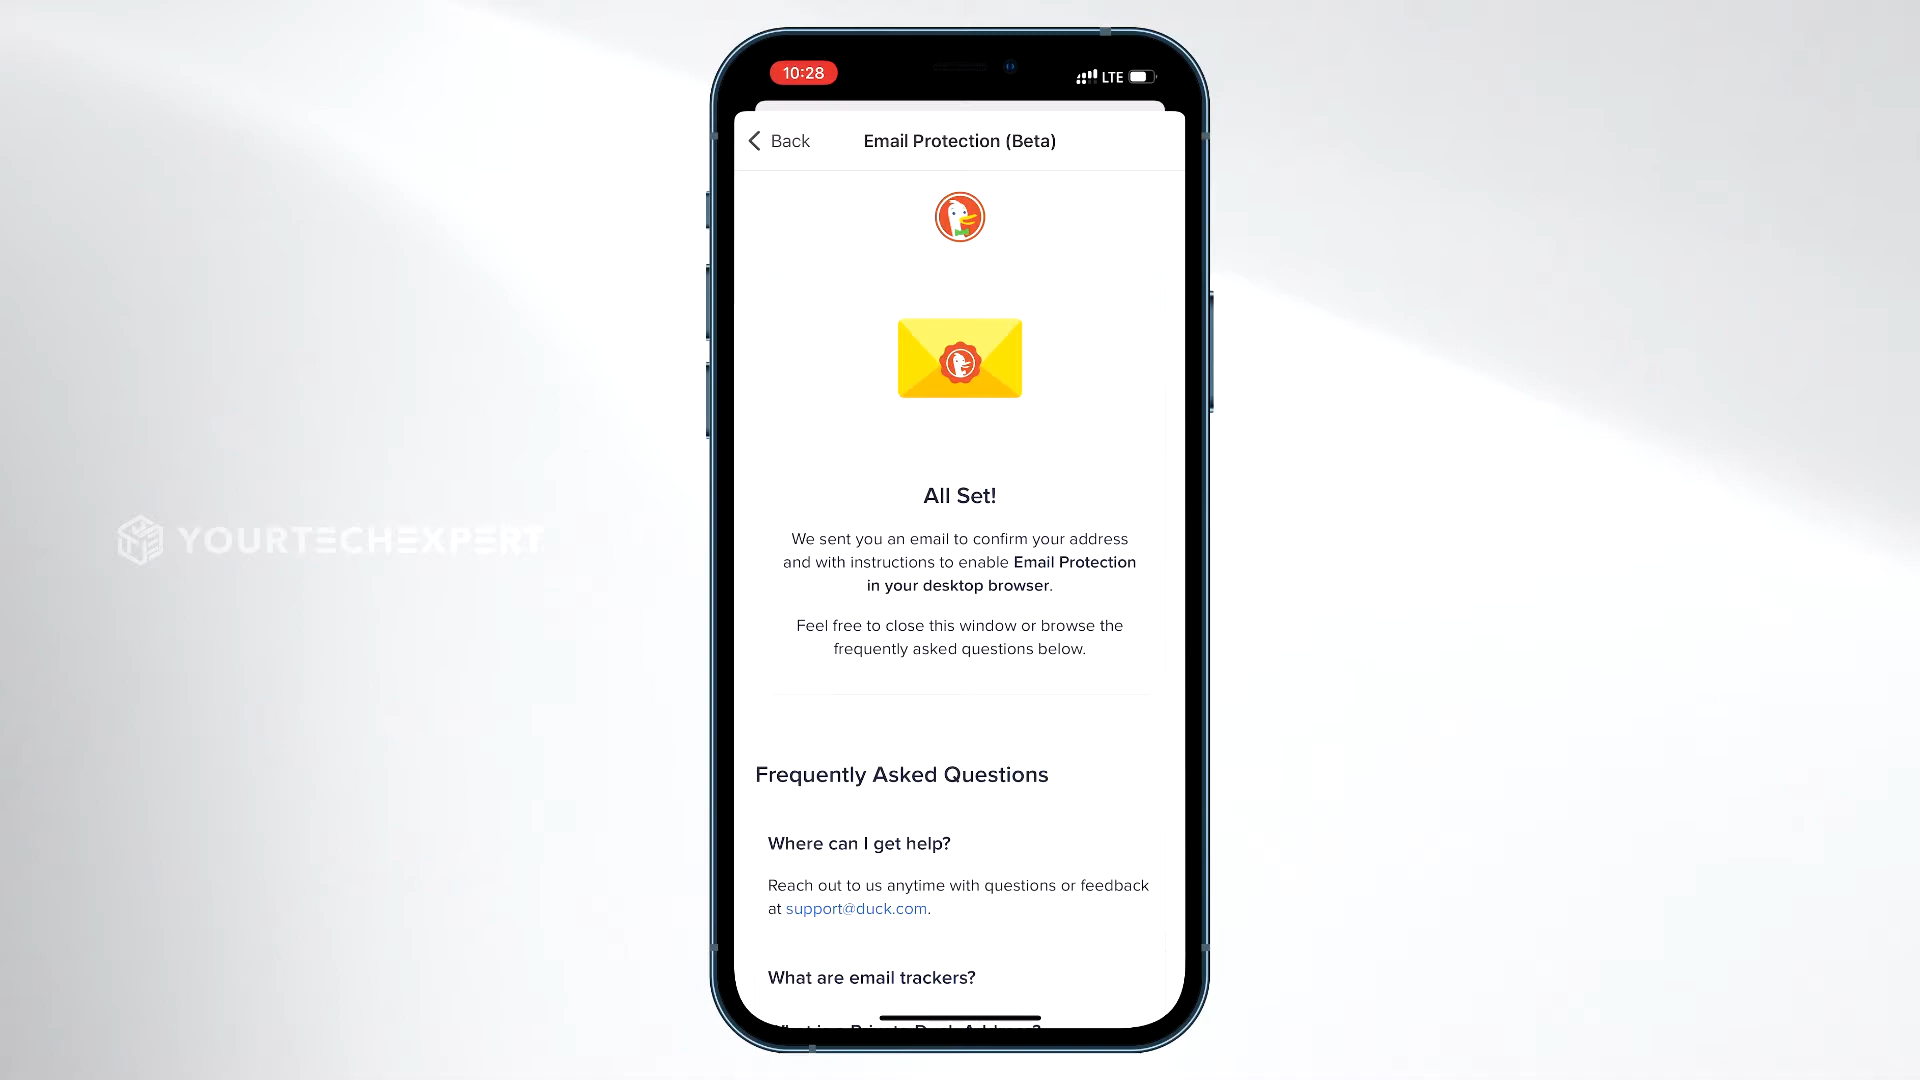 10:28
LTE
Back
Email Protection (Beta)
All Set!
We sent you an email to confirm your address
and with instructions to enable Email Protection
in your desktop browser.
Feel free to close this window or browse the
frequently asked questions below.
YOURTECHEXPERT
Frequently Asked Questions
Where can I get help?
Reach out to us anytime with questions or feedback
at support@duck.com.
What are email trackers?